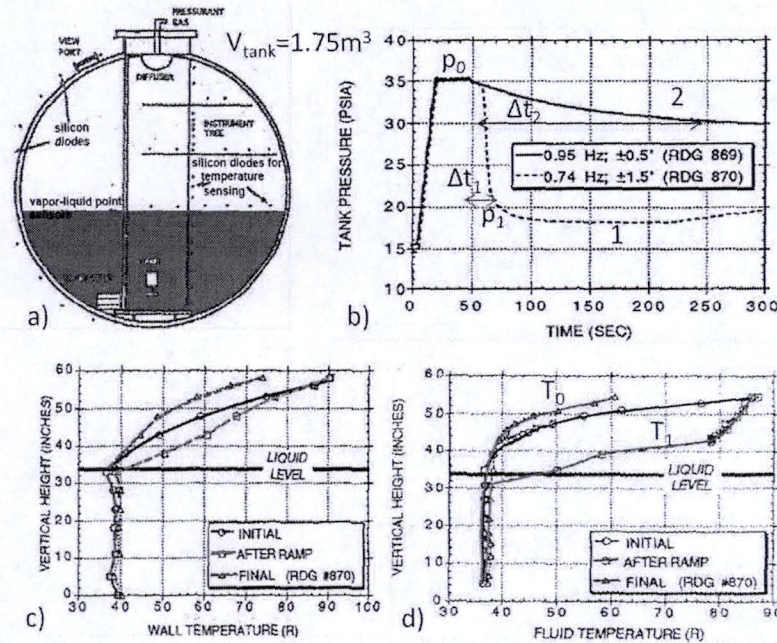 PRESSURANT
GAS
V_tank=1.75m³
VIEW
PORT
DIFFUSER
silicon
diodes
INSTRUMENT
TREE
silicon diodes for
temperature
sensing
vapor-liquid point
a)
TANK PRESSURE (PSIA)
40
35
30
25
20
15
10
p₀
2
Δt₂
0.95 Hz; ±0.5° (RDG 869)
0.74 Hz; ±1.5° (RDG 870)
Δt₁
p₁
1
0 50 100 150 200 250 300
TIME (SEC)
b)
VERTICAL HEIGHT (INCHES)
60
50
40
30
20
10
0
LIQUID
LEVEL
INITIAL
AFTER RAMP
FINAL (RDG #870)
30 40 50 60 70 80 90 100
WALL TEMPERATURE (R)
c)
VERTICAL HEIGHT (INCHES)
60
50
40
30
20
10
0
T₀
T₁
LIQUID
LEVEL
INITIAL
AFTER RAMP
FINAL (RDG #870)
30 40 50 60 70 80 90
FLUID TEMPERATURE (R)
d)